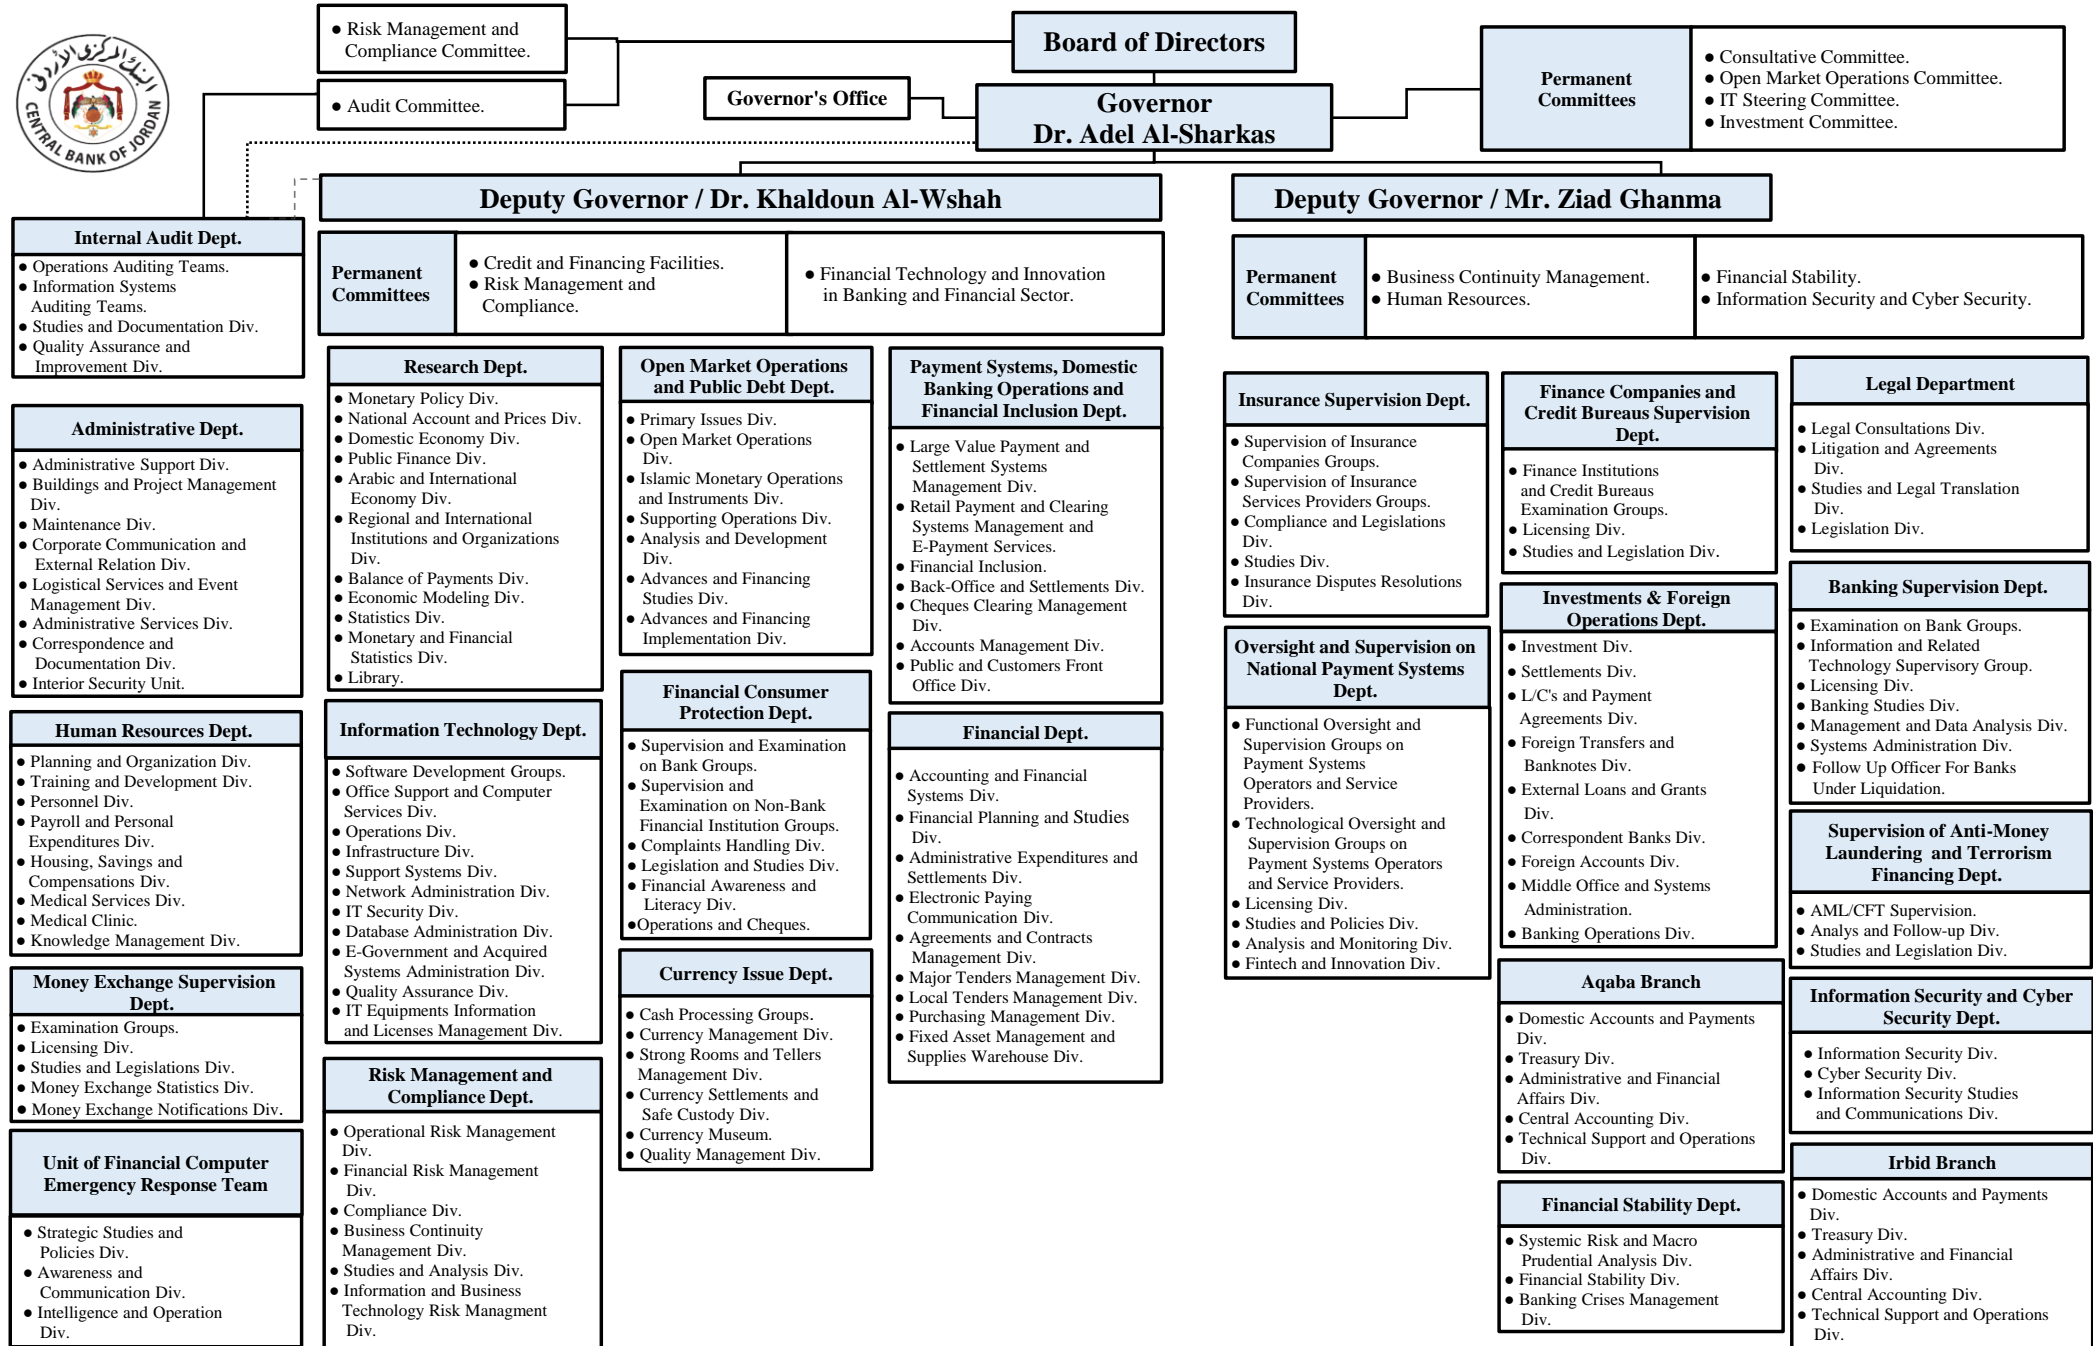 البنك المركزي الأردني
CENTRAL BANK OF JORDAN
● Risk Management and
Compliance Committee.
● Audit Committee.
Board of Directors
Governor's Office
Governor
Dr. Adel Al-Sharkas
Permanent
Committees
● Consultative Committee.
● Open Market Operations Committee.
● IT Steering Committee.
● Investment Committee.
Deputy Governor / Dr. Khaldoun Al-Wshah
Deputy Governor / Mr. Ziad Ghanma
Internal Audit Dept.
● Operations Auditing Teams.
● Information Systems
Auditing Teams.
● Studies and Documentation Div.
● Quality Assurance and
Improvement Div.
Administrative Dept.
● Administrative Support Div.
● Buildings and Project Management
Div.
● Maintenance Div.
● Corporate Communication and
External Relation Div.
● Logistical Services and Event
Management Div.
● Administrative Services Div.
● Correspondence and
Documentation Div.
● Interior Security Unit.
Human Resources Dept.
● Planning and Organization Div.
● Training and Development Div.
● Personnel Div.
● Payroll and Personal
Expenditures Div.
● Housing, Savings and
Compensations Div.
● Medical Services Div.
● Medical Clinic.
● Knowledge Management Div.
Money Exchange Supervision
Dept.
● Examination Groups.
● Licensing Div.
● Studies and Legislations Div.
● Money Exchange Statistics Div.
● Money Exchange Notifications Div.
Unit of Financial Computer
Emergency Response Team
● Strategic Studies and
Policies Div.
● Awareness and
Communication Div.
● Intelligence and Operation
Div.
Permanent
Committees
● Credit and Financing Facilities.
● Risk Management and
Compliance.
● Financial Technology and Innovation
in Banking and Financial Sector.
Research Dept.
● Monetary Policy Div.
● National Account and Prices Div.
● Domestic Economy Div.
● Public Finance Div.
● Arabic and International
Economy Div.
● Regional and International
Institutions and Organizations
Div.
● Balance of Payments Div.
● Economic Modeling Div.
● Statistics Div.
● Monetary and Financial
Statistics Div.
● Library.
Information Technology Dept.
● Software Development Groups.
● Office Support and Computer
Services Div.
● Operations Div.
● Infrastructure Div.
● Support Systems Div.
● Network Administration Div.
● IT Security Div.
● Database Administration Div.
● E-Government and Acquired
Systems Administration Div.
● Quality Assurance Div.
● IT Equipments Information
and Licenses Management Div.
Risk Management and
Compliance Dept.
● Operational Risk Management
Div.
● Financial Risk Management
Div.
● Compliance Div.
● Business Continuity
Management Div.
● Studies and Analysis Div.
● Information and Business
Technology Risk Managment
Div.
Open Market Operations
and Public Debt Dept.
● Primary Issues Div.
● Open Market Operations
Div.
● Islamic Monetary Operations
and Instruments Div.
● Supporting Operations Div.
● Analysis and Development
Div.
● Advances and Financing
Studies Div.
● Advances and Financing
Implementation Div.
Financial Consumer
Protection Dept.
● Supervision and Examination
on Bank Groups.
● Supervision and
Examination on Non-Bank
Financial Institution Groups.
● Complaints Handling Div.
● Legislation and Studies Div.
● Financial Awareness and
Literacy Div.
●Operations and Cheques.
Currency Issue Dept.
● Cash Processing Groups.
● Currency Management Div.
● Strong Rooms and Tellers
Management Div.
● Currency Settlements and
Safe Custody Div.
● Currency Museum.
● Quality Management Div.
Payment Systems, Domestic
Banking Operations and
Financial Inclusion Dept.
● Large Value Payment and
Settlement Systems
Management Div.
● Retail Payment and Clearing
Systems Management and
E-Payment Services.
● Financial Inclusion.
● Back-Office and Settlements Div.
● Cheques Clearing Management
Div.
● Accounts Management Div.
● Public and Customers Front
Office Div.
Financial Dept.
● Accounting and Financial
Systems Div.
● Financial Planning and Studies
Div.
● Administrative Expenditures and
Settlements Div.
● Electronic Paying
Communication Div.
● Agreements and Contracts
Management Div.
● Major Tenders Management Div.
● Local Tenders Management Div.
● Purchasing Management Div.
● Fixed Asset Management and
Supplies Warehouse Div.
Permanent
Committees
● Business Continuity Management.
● Human Resources.
● Financial Stability.
● Information Security and Cyber Security.
Insurance Supervision Dept.
● Supervision of Insurance
Companies Groups.
● Supervision of Insurance
Services Providers Groups.
● Compliance and Legislations
Div.
● Studies Div.
● Insurance Disputes Resolutions
Div.
Oversight and Supervision on
National Payment Systems
Dept.
● Functional Oversight and
Supervision Groups on
Payment Systems
Operators and Service
Providers.
● Technological Oversight and
Supervision Groups on
Payment Systems Operators
and Service Providers.
● Licensing Div.
● Studies and Policies Div.
● Analysis and Monitoring Div.
● Fintech and Innovation Div.
Finance Companies and
Credit Bureaus Supervision
Dept.
● Finance Institutions
and Credit Bureaus
Examination Groups.
● Licensing Div.
● Studies and Legislation Div.
Investments & Foreign
Operations Dept.
● Investment Div.
● Settlements Div.
● L/C's and Payment
Agreements Div.
● Foreign Transfers and
Banknotes Div.
● External Loans and Grants
Div.
● Correspondent Banks Div.
● Foreign Accounts Div.
● Middle Office and Systems
Administration.
● Banking Operations Div.
Aqaba Branch
● Domestic Accounts and Payments
Div.
● Treasury Div.
● Administrative and Financial
Affairs Div.
● Central Accounting Div.
● Technical Support and Operations
Div.
Financial Stability Dept.
● Systemic Risk and Macro
Prudential Analysis Div.
● Financial Stability Div.
● Banking Crises Management
Div.
Legal Department
● Legal Consultations Div.
● Litigation and Agreements
Div.
● Studies and Legal Translation
Div.
● Legislation Div.
Banking Supervision Dept.
● Examination on Bank Groups.
● Information and Related
Technology Supervisory Group.
● Licensing Div.
● Banking Studies Div.
● Management and Data Analysis Div.
● Systems Administration Div.
● Follow Up Officer For Banks
Under Liquidation.
Supervision of Anti-Money
Laundering and Terrorism
Financing Dept.
● AML/CFT Supervision.
● Analys and Follow-up Div.
● Studies and Legislation Div.
Information Security and Cyber
Security Dept.
● Information Security Div.
● Cyber Security Div.
● Information Security Studies
and Communications Div.
Irbid Branch
● Domestic Accounts and Payments
Div.
● Treasury Div.
● Administrative and Financial
Affairs Div.
● Central Accounting Div.
● Technical Support and Operations
Div.